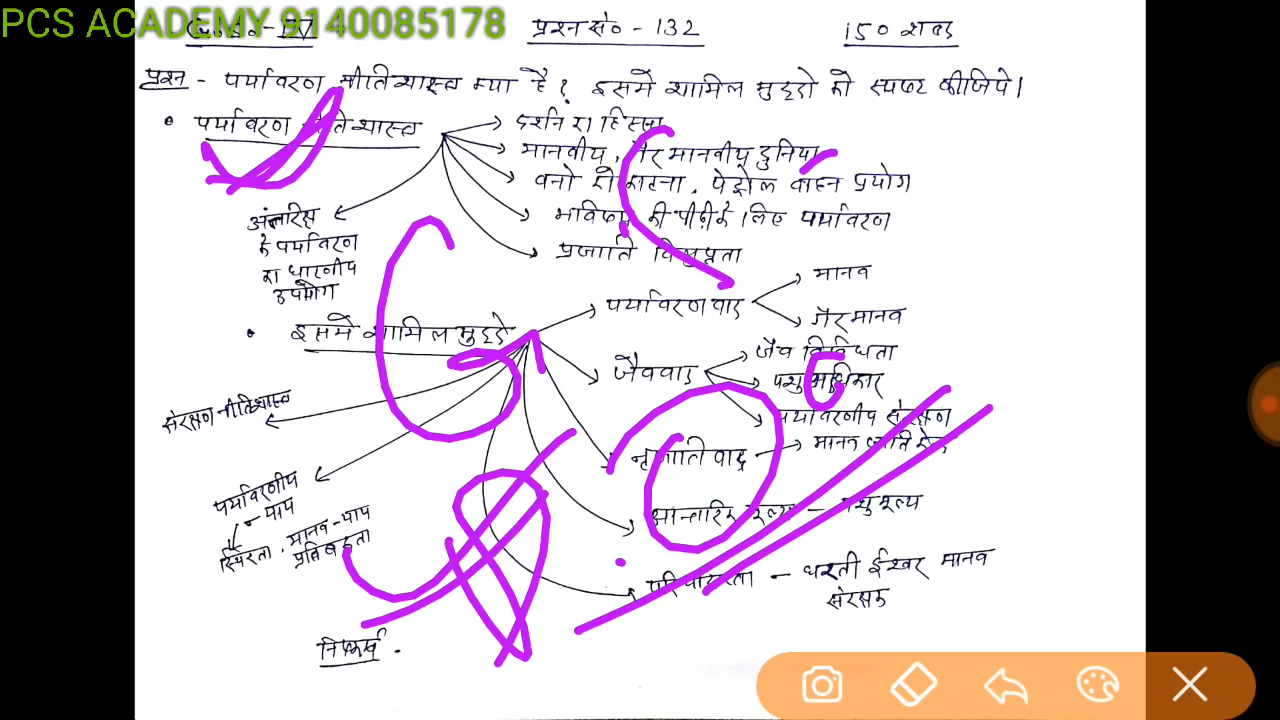 PCS ACADEMY 9140085178
प्रश्न सं० - 132
150 शब्द
प्रश्न - पर्यावरण नीतिशास्त्र क्या है? इसमें शामिल मुद्दो को स्पष्ट कीजिये।
• पर्यावरण नीतिशास्त्र
दर्शन का हिस्सा
मानवीय, गैर मानवीय दुनिया
वनो को काटना, पेट्रोल वाहन प्रयोग
भविष्य की पीढ़ी के लिए पर्यावरण
प्रजाति विलुप्तता
अंतरिक्ष
के पर्यावरण
का धारणीय
उपयोग
• इसमें शामिल मुद्दे
पर्यावरणवाद
मानव
गैर मानव
जैववाद
जैव विविधता
पशु अधिकार
पर्यावरणीय संरक्षण
नृजातिवाद
मानव जाति
आन्तरिक मूल्य - पशु मूल्य
- धरती ईश्वर मानव
संरक्षक
संरक्षण नीतिशास्त्र
पर्यावरणीय
- न्याय
स्थिरता, मानव-न्याय
प्रतिबद्धता
निष्कर्ष -